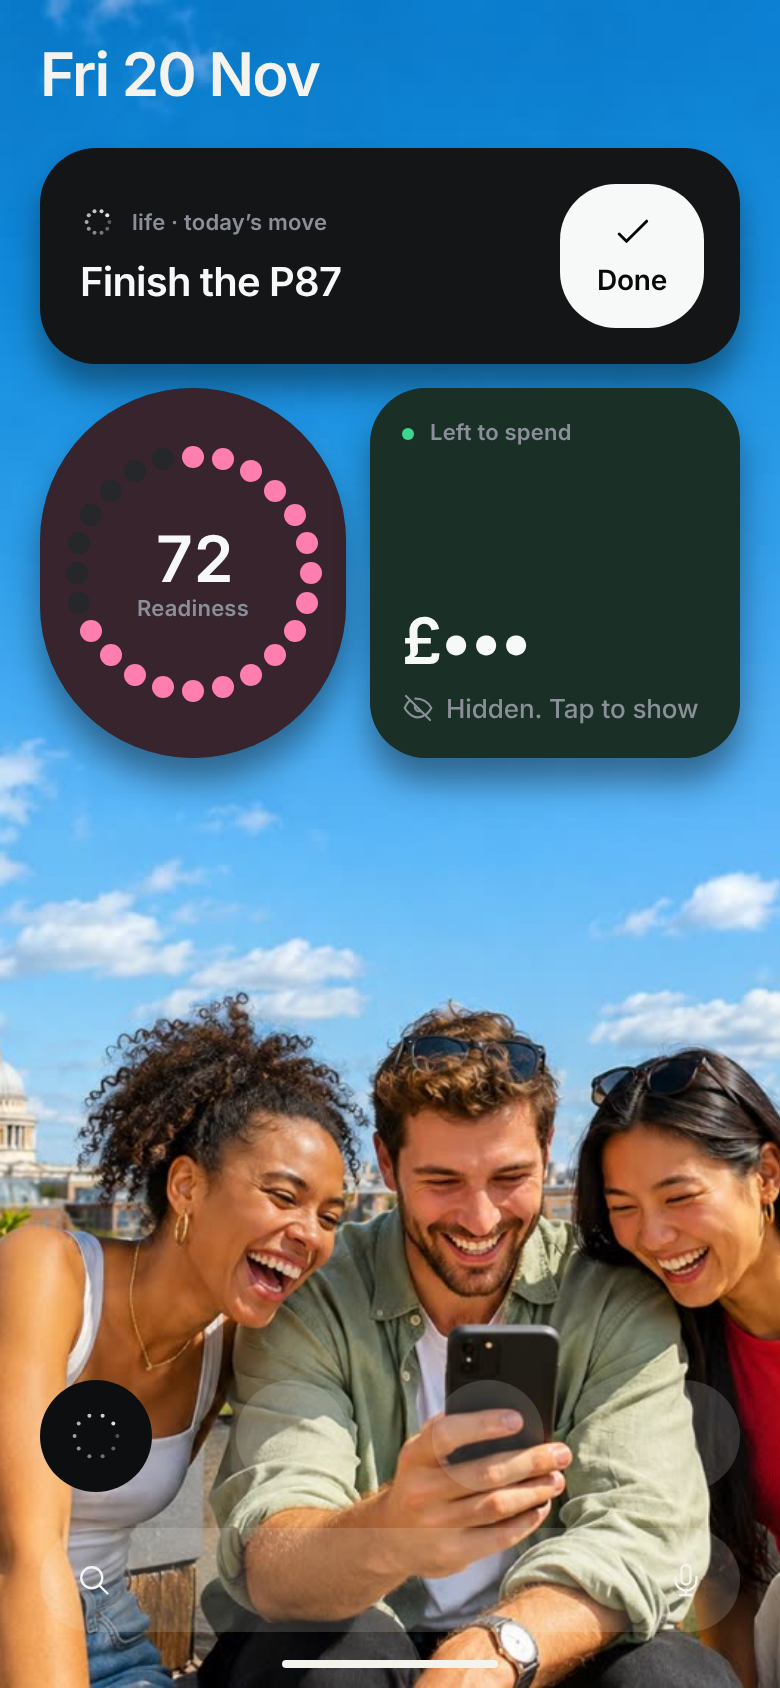 Fri 20 Nov
life · today’s move
Finish the P87
Done
72
Readiness
Left to spend
£•••
Hidden. Tap to show